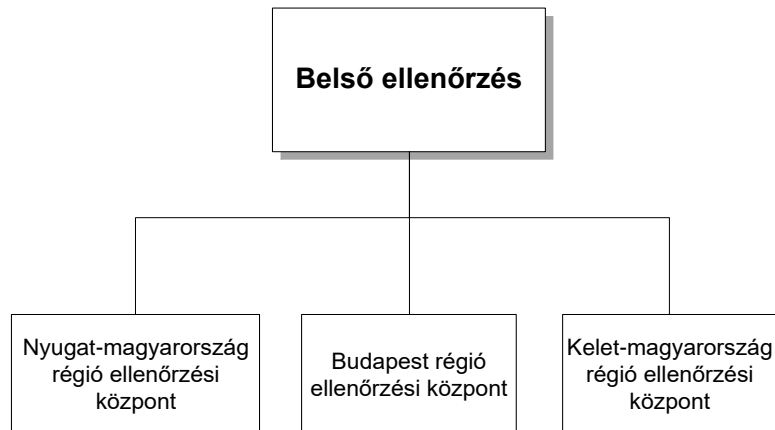 Belső ellenőrzés
Nyugat-magyarország
régió ellenőrzési
központ
Budapest régió
ellenőrzési központ
Kelet-magyarország
régió ellenőrzési
központ